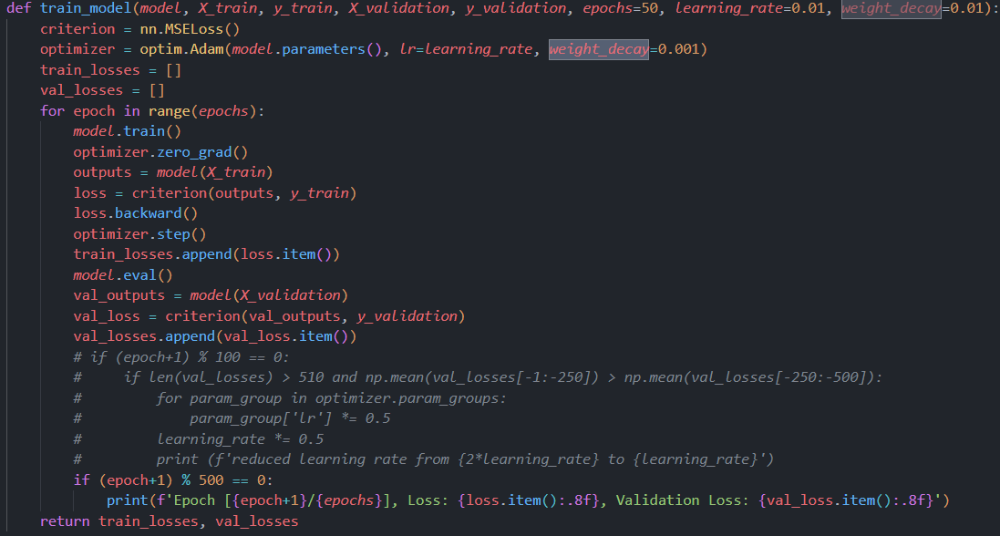 def train_model(model, X_train, y_train, X_validation, y_validation, epochs=50, learning_rate=0.01, weight_decay=0.01):
    criterion = nn.MSELoss()
    optimizer = optim.Adam(model.parameters(), lr=learning_rate, weight_decay=0.001)
    train_losses = []
    val_losses = []
    for epoch in range(epochs):
        model.train()
        optimizer.zero_grad()
        outputs = model(X_train)
        loss = criterion(outputs, y_train)
        loss.backward()
        optimizer.step()
        train_losses.append(loss.item())
        model.eval()
        val_outputs = model(X_validation)
        val_loss = criterion(val_outputs, y_validation)
        val_losses.append(val_loss.item())
        # if (epoch+1) % 100 == 0:
        #     if len(val_losses) > 510 and np.mean(val_losses[-1:-250]) > np.mean(val_losses[-250:-500]):
        #         for param_group in optimizer.param_groups:
        #             param_group['lr'] *= 0.5
        #         learning_rate *= 0.5
        #         print (f'reduced learning rate from {2*learning_rate} to {learning_rate}')
        if (epoch+1) % 500 == 0:
            print(f'Epoch [{epoch+1}/{epochs}], Loss: {loss.item():.8f}, Validation Loss: {val_loss.item():.8f}')
    return train_losses, val_losses